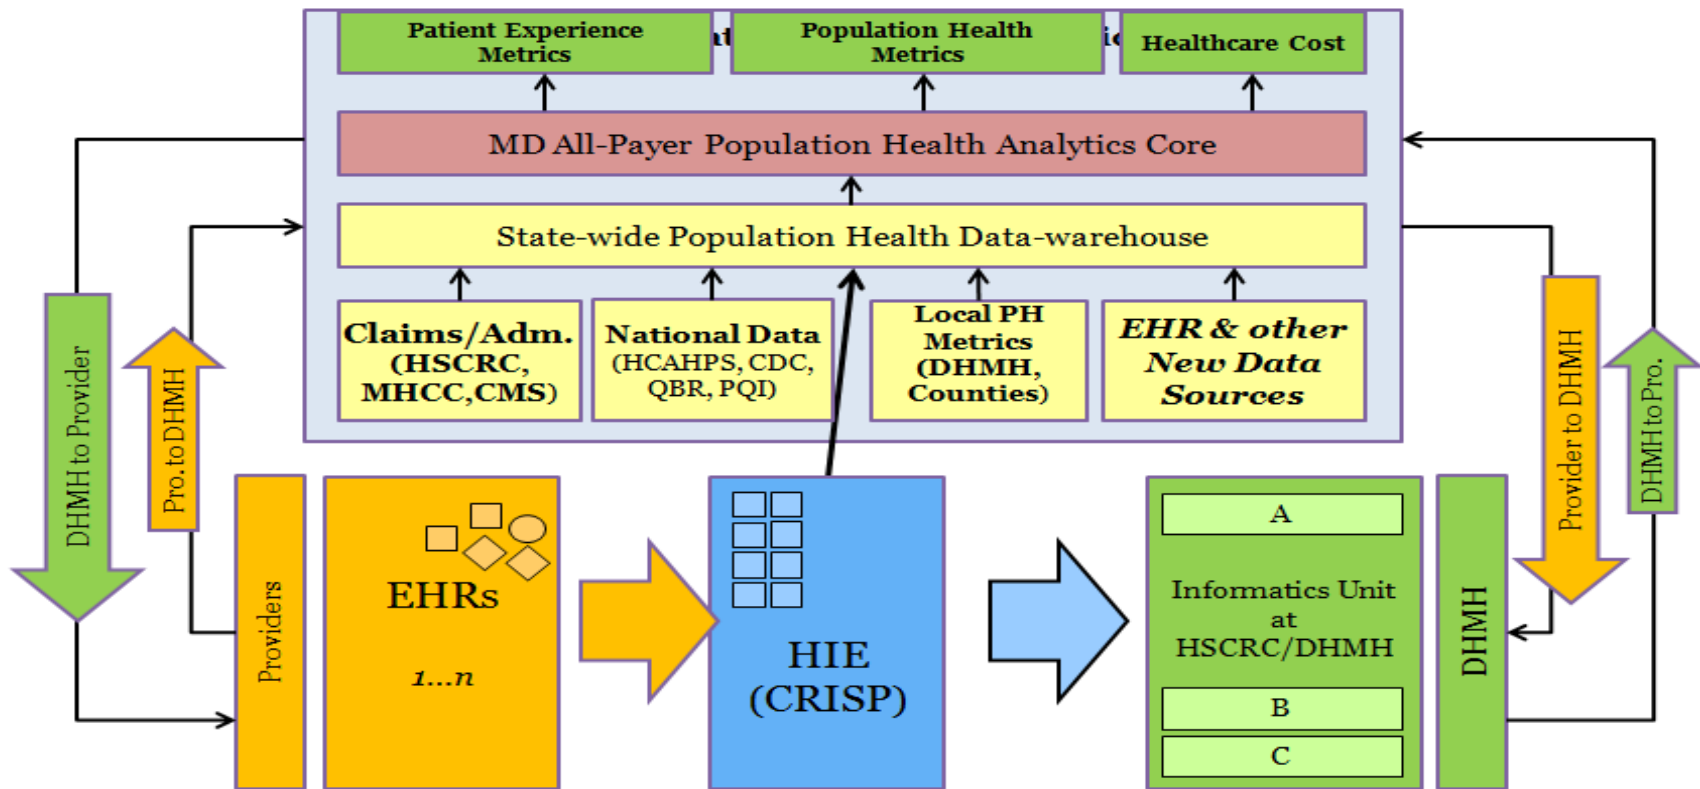 Patient Experience
Metrics
Population Health
Metrics
Healthcare Cost
MD All-Payer Population Health Analytics Core
State-wide Population Health Data-warehouse
Claims/Adm.
(HSCRC,
MHCC,CMS)
National Data
(HCAHPS, CDC,
QBR, PQI)
Local PH
Metrics
(DHMH,
Counties)
EHR & other
New Data
Sources
DHMH to Provider
Pro. to DHMH
Provider to DHMH
DHMH to Pro.
Providers
EHRs
1...n
HIE
(CRISP)
A
Informatics Unit
at
HSCRC/DHMH
B
C
DHMH